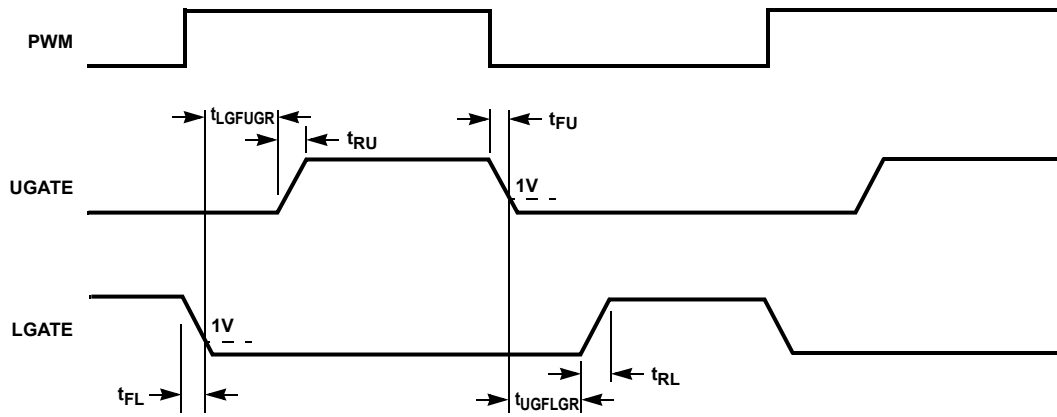 PWM
tLGFUGR
tRU
tFU
UGATE
1V
LGATE
1V
tFL
tRL
tUGFLGR